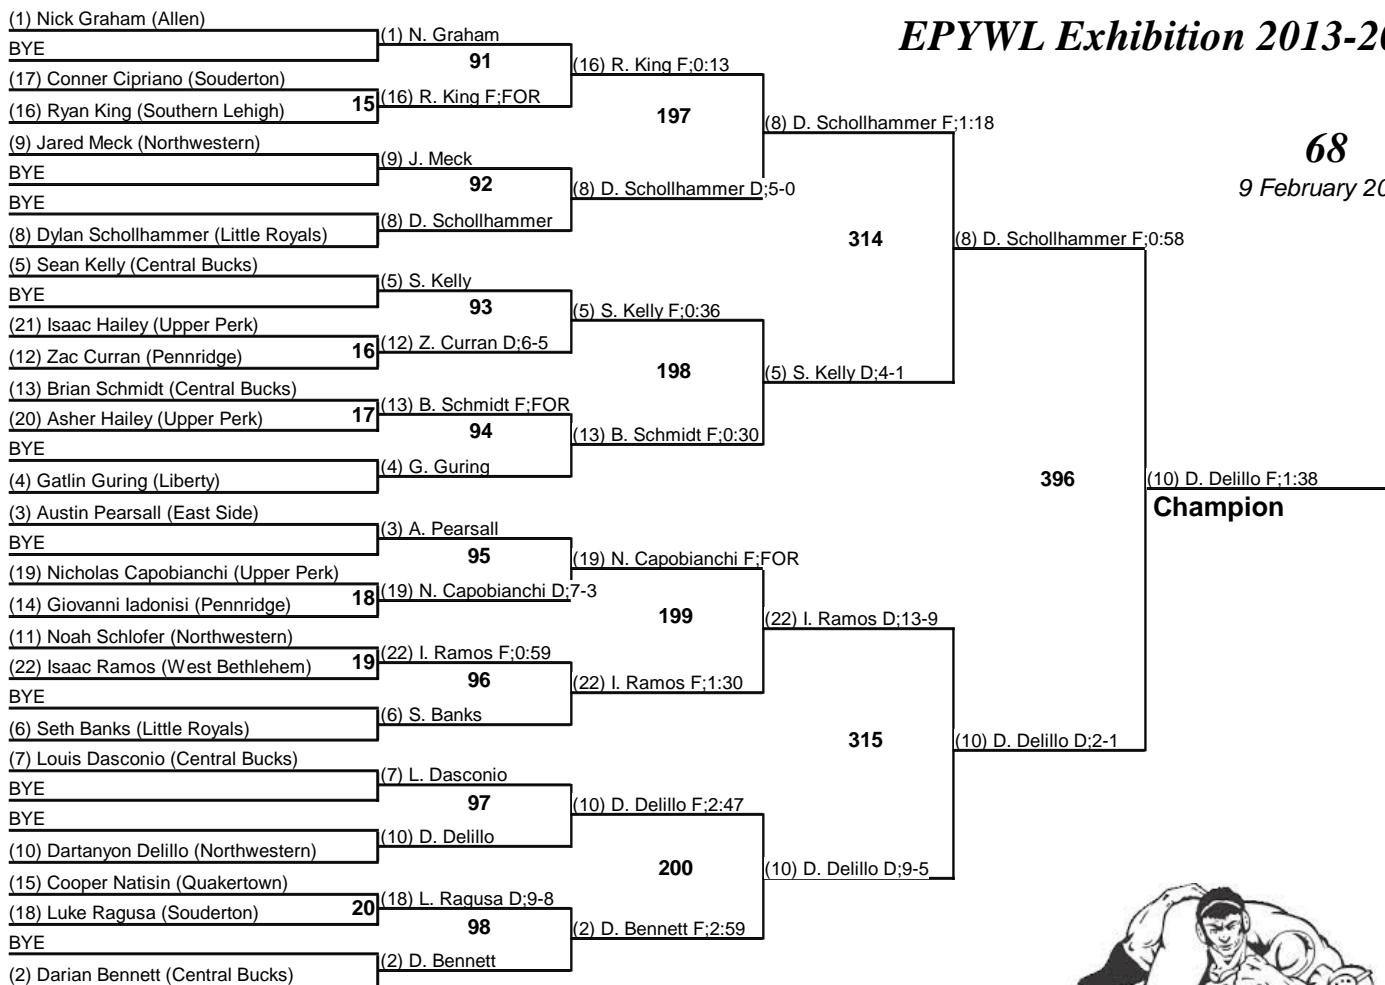 EPYWL Exhibition 2013-20
68
9 February 20
(1) Nick Graham (Allen)
BYE
(17) Conner Cipriano (Souderton)
(16) Ryan King (Southern Lehigh)
(9) Jared Meck (Northwestern)
BYE
BYE
(8) Dylan Schollhammer (Little Royals)
(5) Sean Kelly (Central Bucks)
BYE
(21) Isaac Hailey (Upper Perk)
(12) Zac Curran (Pennridge)
(13) Brian Schmidt (Central Bucks)
(20) Asher Hailey (Upper Perk)
BYE
(4) Gatlin Guring (Liberty)
(3) Austin Pearsall (East Side)
BYE
(19) Nicholas Capobianchi (Upper Perk)
(14) Giovanni Iadonisi (Pennridge)
(11) Noah Schlofer (Northwestern)
(22) Isaac Ramos (West Bethlehem)
BYE
(6) Seth Banks (Little Royals)
(7) Louis Dasconio (Central Bucks)
BYE
BYE
(10) Dartanyon Delillo (Northwestern)
(15) Cooper Natisin (Quakertown)
(18) Luke Ragusa (Souderton)
BYE
(2) Darian Bennett (Central Bucks)
15
16
17
18
19
20
(1) N. Graham
91
(16) R. King F;FOR
(9) J. Meck
92
(8) D. Schollhammer
(5) S. Kelly
93
(12) Z. Curran D;6-5
(13) B. Schmidt F;FOR
94
(4) G. Guring
(3) A. Pearsall
95
(19) N. Capobianchi D;7-3
(22) I. Ramos F;0:59
96
(6) S. Banks
(7) L. Dasconio
97
(10) D. Delillo
(18) L. Ragusa D;9-8
98
(2) D. Bennett
(16) R. King F;0:13
197
(8) D. Schollhammer D;5-0
(5) S. Kelly F;0:36
198
(13) B. Schmidt F;0:30
(19) N. Capobianchi F;FOR
199
(22) I. Ramos F;1:30
(10) D. Delillo F;2:47
200
(2) D. Bennett F;2:59
(8) D. Schollhammer F;1:18
314
(5) S. Kelly D;4-1
(22) I. Ramos D;13-9
315
(10) D. Delillo D;9-5
(8) D. Schollhammer F;0:58
396
(10) D. Delillo D;2-1
(10) D. Delillo F;1:38
Champion